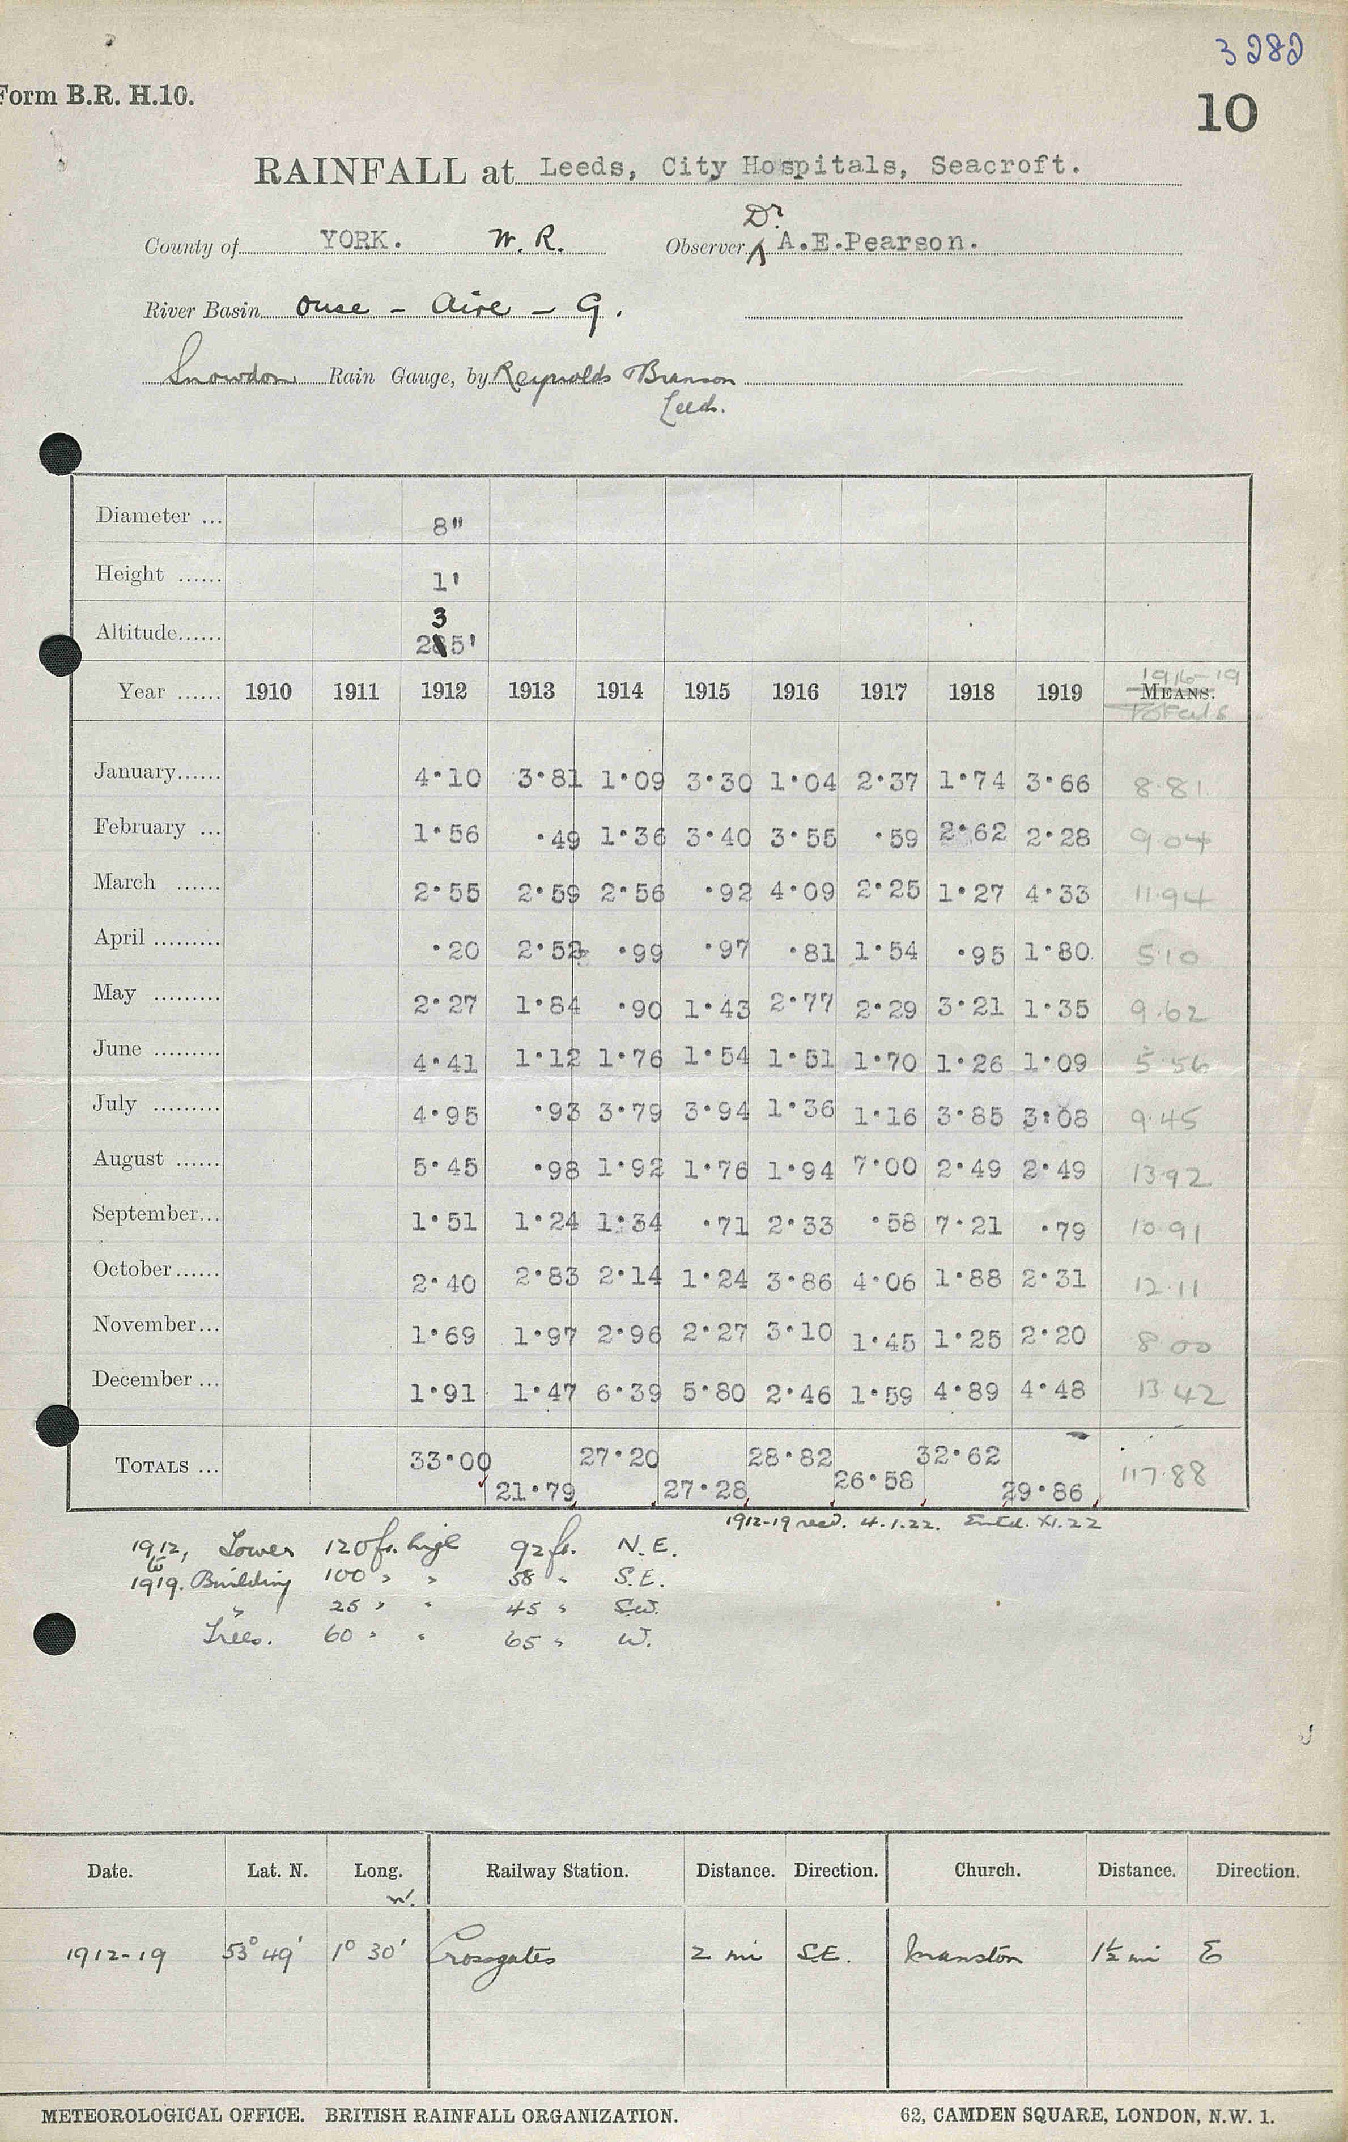 3282
Form B.R. H.10.
10
RAINFALL at Leeds, City Hospitals, Seacroft.
County of YORK. W. R. Observer Dr. A.E.Pearson.
River Basin Ouse - Aire - G.
Snowdon Rain Gauge, by Reynolds & Branson
Leeds.
Diameter ... 8"
Height ...... 1'
3
Altitude...... 285'
1916-19
Year ...... 1910 1911 1912 1913 1914 1915 1916 1917 1918 1919 MEANS.
Totals
January...... 4·10 3·81 1·09 3·30 1·04 2·37 1·74 3·66 8·81
February ... 1·56 ·49 1·36 3·40 3·55 ·59 2·62 2·28 9·04
March ...... 2·55 2·59 2·56 ·92 4·09 2·25 1·27 4·33 11·94
April ......... ·20 2·52 ·99 ·97 ·81 1·54 ·95 1·80 5·10
May ......... 2·27 1·84 ·90 1·43 2·77 2·29 3·21 1·35 9·62
June ......... 4·41 1·12 1·76 1·54 1·51 1·70 1·26 1·09 5·56
July ......... 4·95 ·93 3·79 3·94 1·36 1·16 3·85 3·08 9·45
August ...... 5·45 ·98 1·92 1·76 1·94 7·00 2·49 2·49 13·92
September... 1·51 1·24 1·34 ·71 2·33 ·58 7·21 ·79 10·91
October...... 2·40 2·83 2·14 1·24 3·86 4·06 1·88 2·31 12·11
November... 1·69 1·97 2·96 2·27 3·10 1·45 1·25 2·20 8·00
December ... 1·91 1·47 6·39 5·80 2·46 1·59 4·89 4·48 13·42
TOTALS ... 33·00 21·79 27·20 27·28 28·82 26·58 32·62 29·86 117·88
1912-19 recd. 4.1.22. Entd. XI.22
1912, Tower 120 ft. high 92 ft. N.E.
to
1919. Building 100 " " 58 " S.E.
" 25 " " 45 " S.W.
Trees. 60 " " 65 " W.
Date. Lat. N. Long. W. Railway Station. Distance. Direction. Church. Distance. Direction.
1912-19 53° 49' 1° 30' Crossgates 2 mi S.E. Manston 1½ mi E
METEOROLOGICAL OFFICE. BRITISH RAINFALL ORGANIZATION. 62, CAMDEN SQUARE, LONDON, N.W. 1.